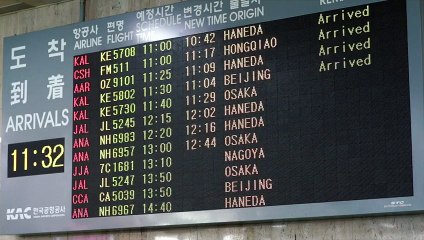 도착
到着
ARRIVALS
11:32
항공사 편명 예정시간 변경시간 출발지
AIRLINE FLIGHT SCHEDULE NEW TIME ORIGIN
KAL KE5708 11:00 10:42 HANEDA Arrived
CSH FM511 11:00 11:17 HONGQIAO Arrived
AAR OZ9101 11:25 11:09 HANEDA Arrived
KAL KE5802 11:30 11:04 BEIJING Arrived
KAL KE5730 11:40 11:29 OSAKA
JAL JL5245 12:15 12:02 HANEDA
ANA NH6983 12:20 12:16 HANEDA
ANA NH6957 13:00 12:44 OSAKA
JJA 7C1681 13:10 NAGOYA
JAL JL5247 13:50 OSAKA
CCA CA5039 13:50 BEIJING
ANA NH6967 14:40 HANEDA
KAC 한국공항공사